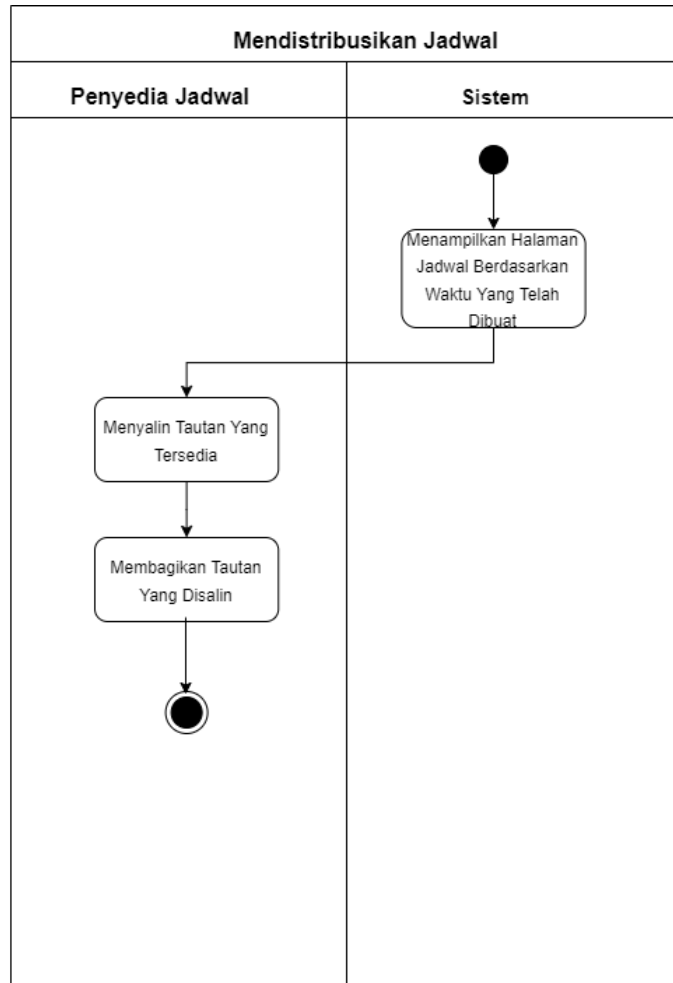 Mendistribusikan Jadwal
Penyedia Jadwal
Sistem
Menampilkan Halaman
Jadwal Berdasarkan
Waktu Yang Telah
Dibuat
Menyalin Tautan Yang
Tersedia
Membagikan Tautan
Yang Disalin